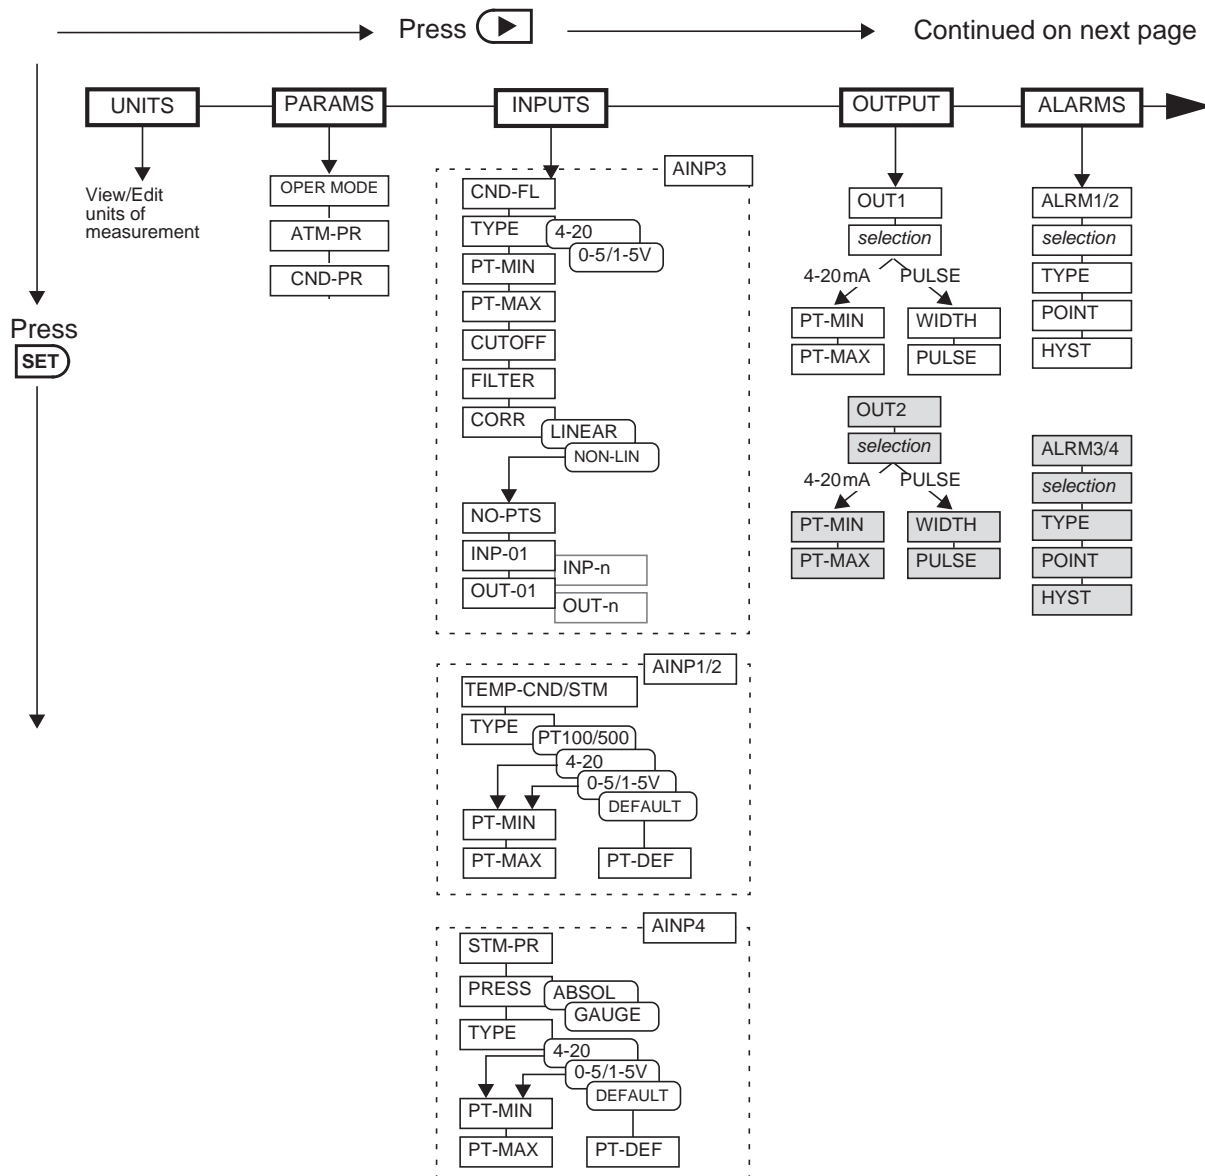 Press
Continued on next page
UNITS
PARAMS
INPUTS
OUTPUT
ALARMS
View/Edit
units of
measurement
Press
SET
OPER MODE
ATM-PR
CND-PR
AINP3
CND-FL
TYPE
4-20
0-5/1-5V
PT-MIN
PT-MAX
CUTOFF
FILTER
CORR
LINEAR
NON-LIN
NO-PTS
INP-01
INP-n
OUT-01
OUT-n
AINP1/2
TEMP-CND/STM
TYPE
PT100/500
4-20
0-5/1-5V
DEFAULT
PT-MIN
PT-MAX
PT-DEF
AINP4
STM-PR
PRESS
ABSOL
GAUGE
TYPE
4-20
0-5/1-5V
DEFAULT
PT-MIN
PT-MAX
PT-DEF
OUT1
selection
4-20mA
PULSE
PT-MIN
WIDTH
PT-MAX
PULSE
OUT2
selection
4-20mA
PULSE
PT-MIN
WIDTH
PT-MAX
PULSE
ALRM1/2
selection
TYPE
POINT
HYST
ALRM3/4
selection
TYPE
POINT
HYST